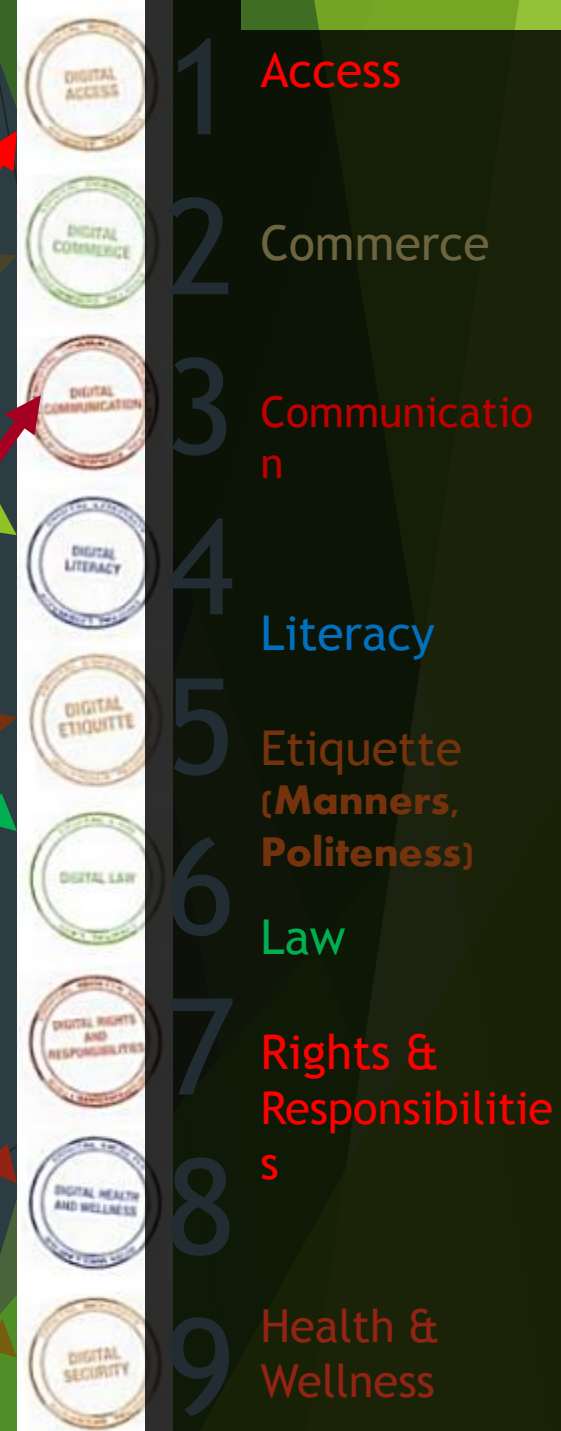 DIGITAL
ACCESS
1
Access
DIGITAL
COMMERCE
2
Commerce
DIGITAL
COMMUNICATION
3
Communicatio
n
DIGITAL
LITERACY
4
Literacy
DIGITAL
ETIQUITTE
5
Etiquette
(Manners,
Politeness)
DIGITAL LAW
6
Law
DIGITAL RIGHTS
AND
RESPONSIBILITIES
7
Rights &
Responsibilitie
s
DIGITAL HEALTH
AND WELLNESS
8
Health &
Wellness
DIGITAL
SECURITY
9